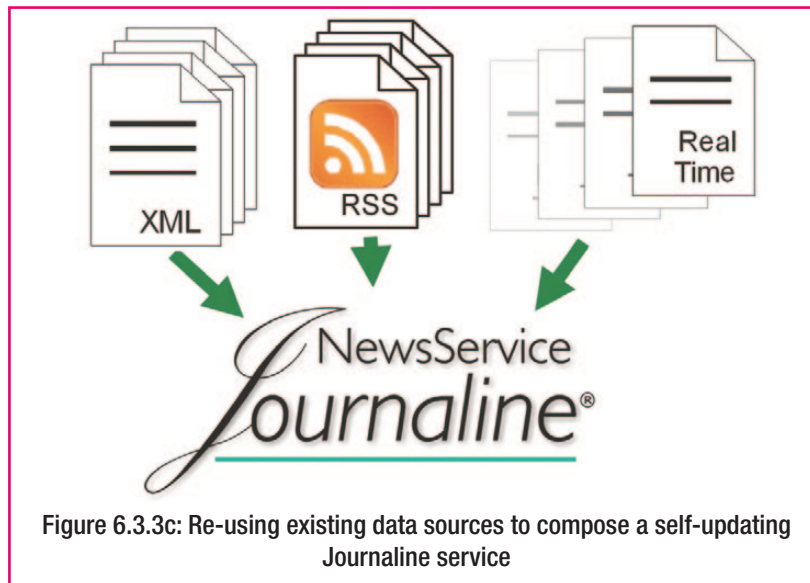 XML
RSS
Real
Time
NewsService
Journaline®
Figure 6.3.3c: Re-using existing data sources to compose a self-updating
Journaline service